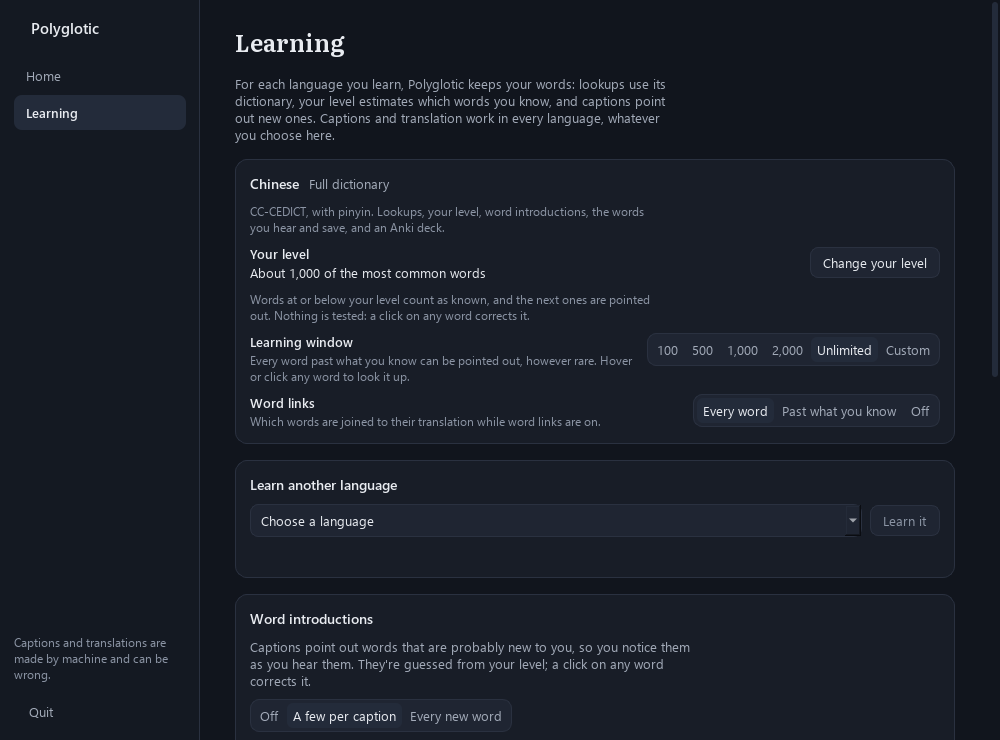 Polyglotic
Home
Learning
Captions and translations are
made by machine and can be
wrong.
Quit
Learning
For each language you learn, Polyglotic keeps your words: lookups use its
dictionary, your level estimates which words you know, and captions point
out new ones. Captions and translation work in every language, whatever
you choose here.
Chinese Full dictionary
CC-CEDICT, with pinyin. Lookups, your level, word introductions, the words
you hear and save, and an Anki deck.
Your level
About 1,000 of the most common words
Change your level
Words at or below your level count as known, and the next ones are pointed
out. Nothing is tested: a click on any word corrects it.
Learning window
Every word past what you know can be pointed out, however rare. Hover
or click any word to look it up.
100 500 1,000 2,000 Unlimited Custom
Word links
Which words are joined to their translation while word links are on.
Every word Past what you know Off
Learn another language
Choose a language
Learn it
Word introductions
Captions point out words that are probably new to you, so you notice them
as you hear them. They're guessed from your level; a click on any word
corrects it.
Off A few per caption Every new word